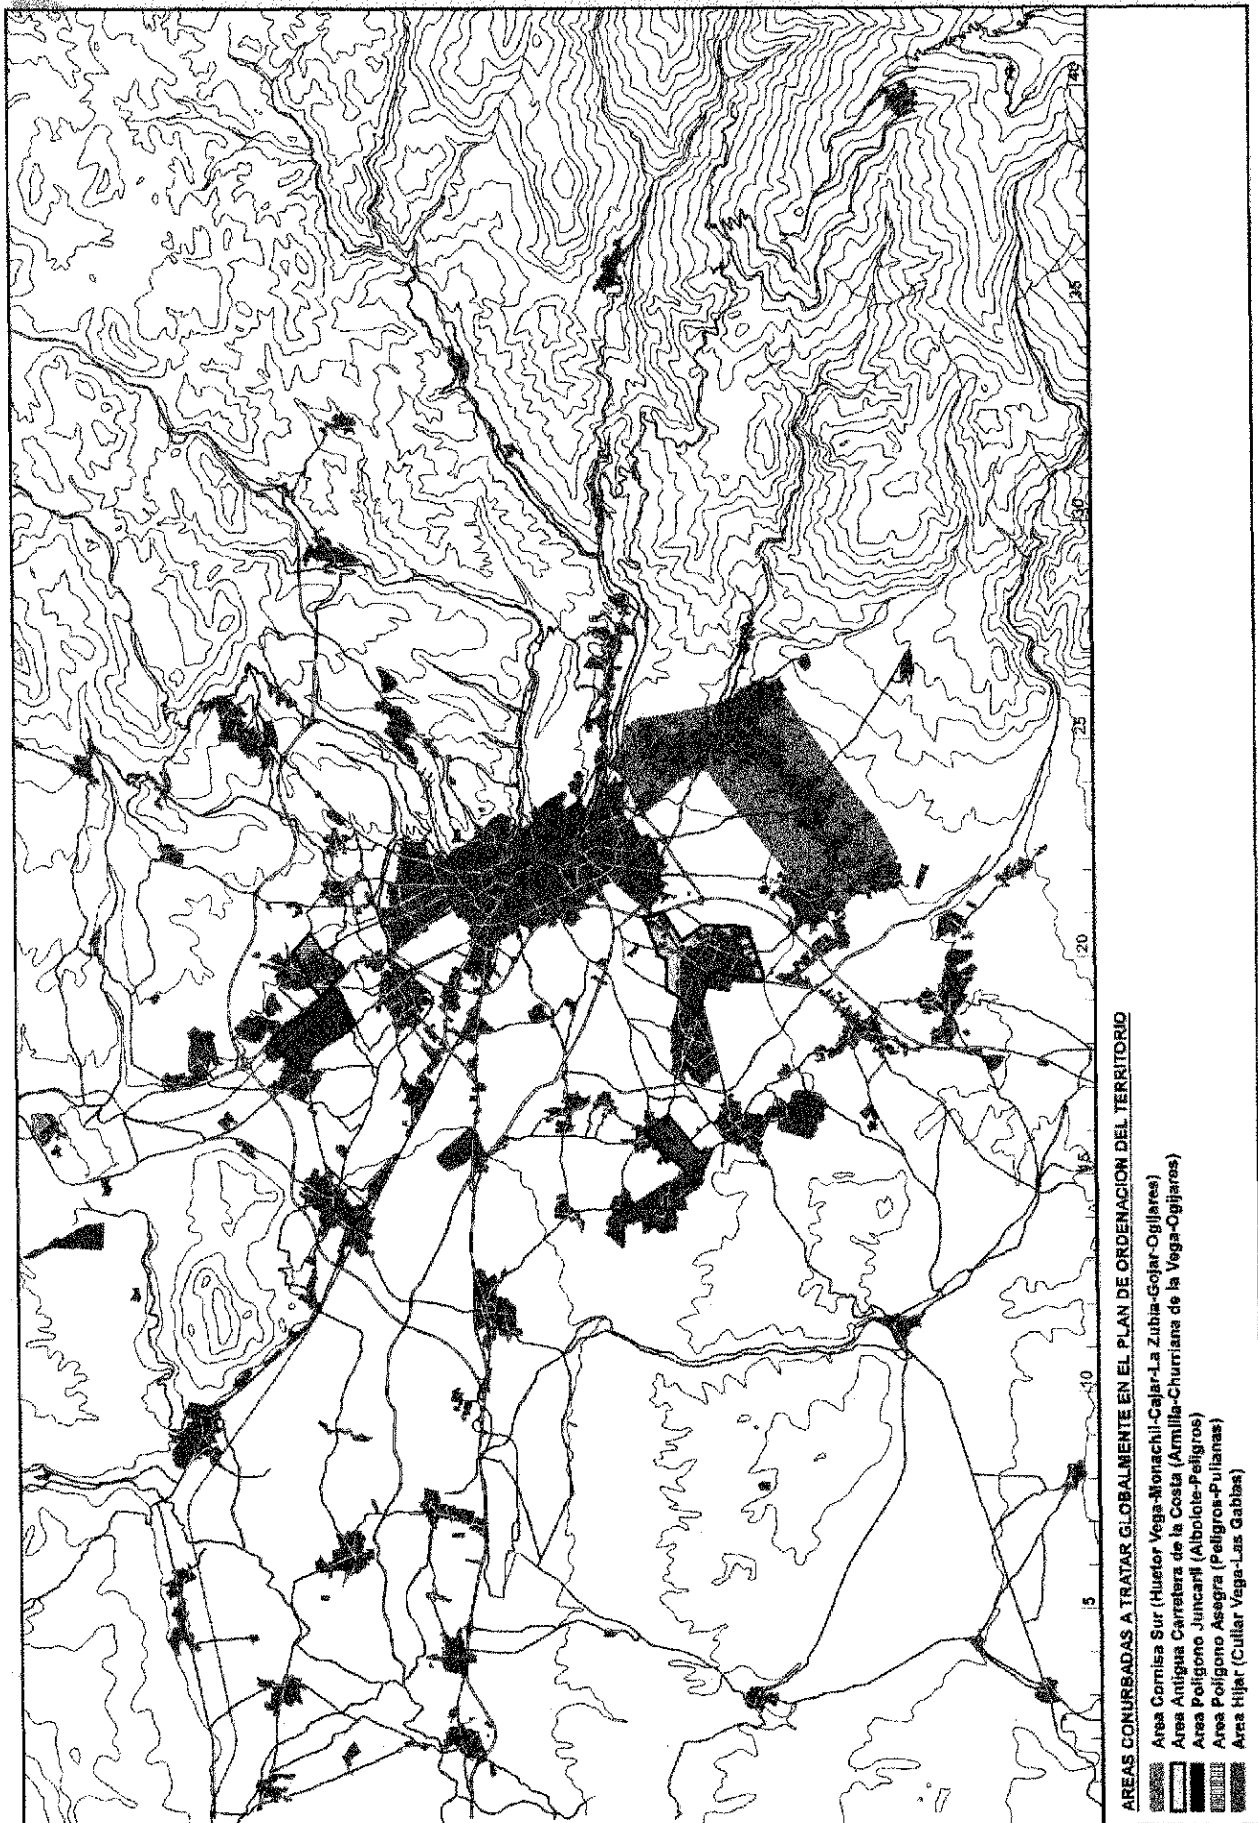 AREAS CONURBADAS A TRATAR GLOBALMENTE EN EL PLAN DE ORDENACION DEL TERRITORIO
Area Cornisa Sur (Huetor Vega-Monachil-Cajar-La Zubia-Gojar-Ogijares)
Area Antigua Carretera de la Costa (Armilla-Churriana de la Vega-Ogijares)
Area Poligono Juncaril (Albolote-Peligros)
Area Poligono Asegra (Peligros-Pulianas)
Area Hijar (Cullar Vega-Las Gabias)
5
10
15
20
25
30
35
40